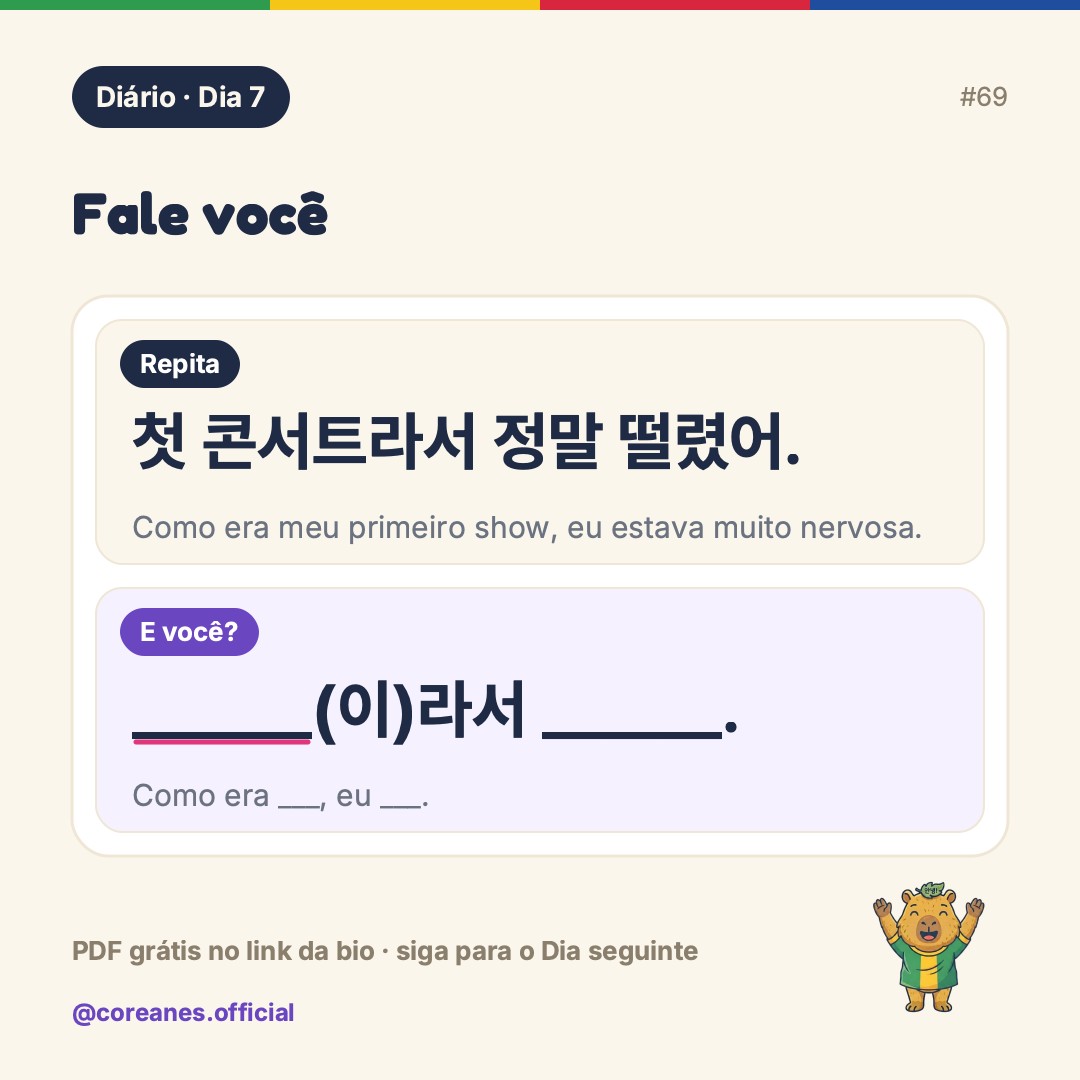 Diário · Dia 7
#69
Fale você
Repita
첫 콘서트라서 정말 떨렸어.
Como era meu primeiro show, eu estava muito nervosa.
E você?
______(이)라서 ______.
Como era ___, eu ___.
PDF grátis no link da bio · siga para o Dia seguinte
@coreanes.official